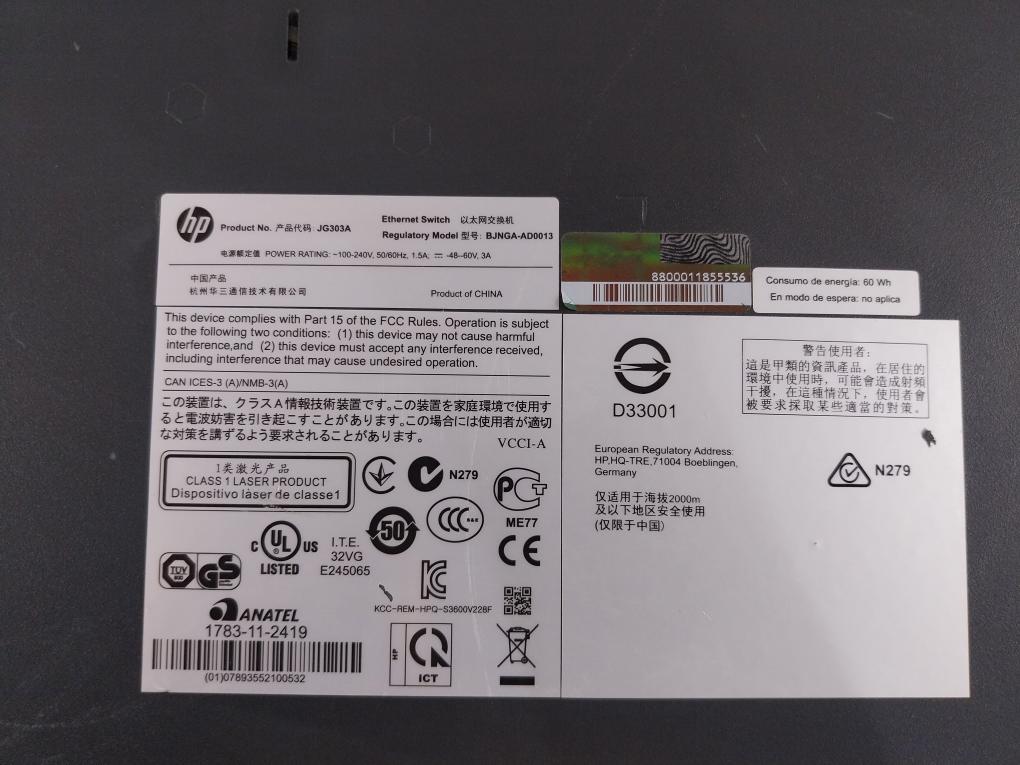 hp
Product No. 产品代码: JG303A
Ethernet Switch 以太网交换机
Regulatory Model 型号: BJNGA-AD0013
电源额定值 POWER RATING: ~100-240V, 50/60Hz, 1.5A; ⎓ -48--60V, 3A
中国产品
杭州华三通信技术有限公司
Product of CHINA
8800011855536
Consumo de energía: 60 Wh
En modo de espera: no aplica
This device complies with Part 15 of the FCC Rules. Operation is subject
to the following two conditions: (1) this device may not cause harmful
interference,and (2) this device must accept any interference received,
including interference that may cause undesired operation.
CAN ICES-3 (A)/NMB-3(A)
この装置は、クラスA情報技術装置です。この装置を家庭環境で使用す
ると電波妨害を引き起こすことがあります。この場合には使用者が適切
な対策を講ずるよう要求されることがあります。
VCCI-A
1类激光产品
CLASS 1 LASER PRODUCT
Dispositivo làser de classe1
N279
PCT
ME77
50
CCC
S&E
C UL US
LISTED
I.T.E.
32VG
E245065
CE
TUV
GS
KC
KCC-REM-HPQ-S3600V228F
ANATEL
1783-11-2419
(01)07893552100532
HP
ICT
D33001
警告使用者:
這是甲類的資訊產品，在居住的
環境中使用時，可能會造成射頻
干擾，在這種情況下，使用者會
被要求採取某些適當的對策。
European Regulatory Address:
HP,HQ-TRE,71004 Boeblingen,
Germany
N279
仅适用于海拔2000m
及以下地区安全使用
(仅限于中国)